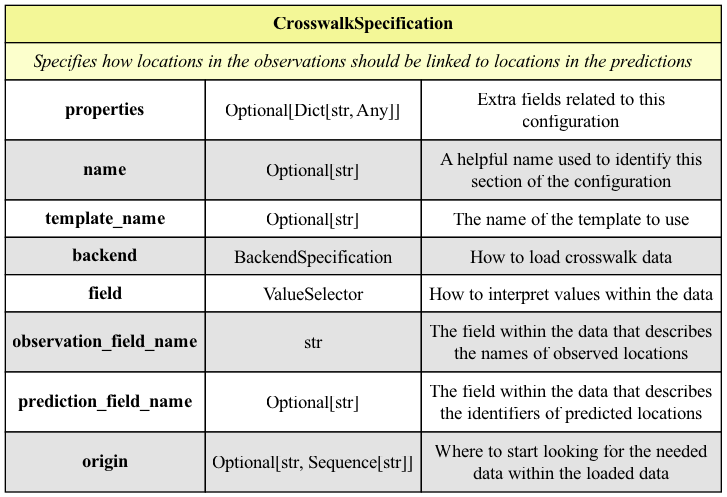 CrosswalkSpecification
Specifies how locations in the observations should be linked to locations in the predictions
properties
Optional[Dict[str, Any]]
Extra fields related to this
configuration
name
Optional[str]
A helpful name used to identify this
section of the configuration
template_name
Optional[str]
The name of the template to use
backend
BackendSpecification
How to load crosswalk data
field
ValueSelector
How to interpret values within the data
observation_field_name
str
The field within the data that describes
the names of observed locations
prediction_field_name
Optional[str]
The field within the data that describes
the identifiers of predicted locations
origin
Optional[str, Sequence[str]]
Where to start looking for the needed
data within the loaded data